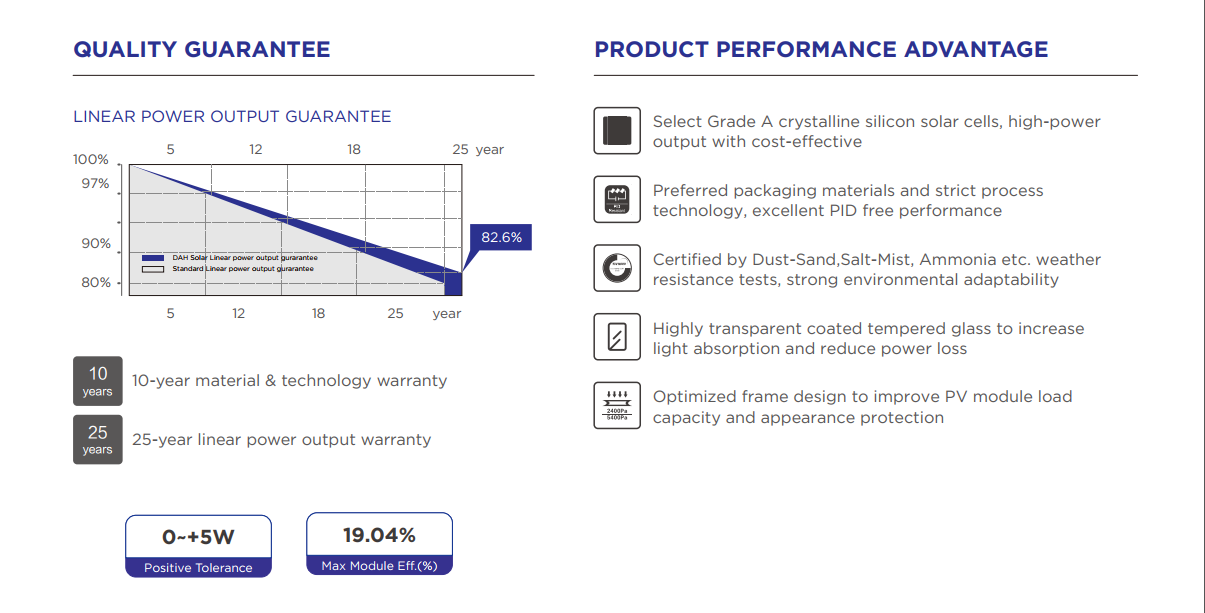 QUALITY GUARANTEE
LINEAR POWER OUTPUT GUARANTEE
5 12 18 25 year
100%
97%
90%
80%
82.6%
DAH Solar Linear power output guarantee
Standard Linear power output guarantee
5 12 18 25 year
10 years
10-year material & technology warranty
25 years
25-year linear power output warranty
0~+5W
Positive Tolerance
19.04%
Max Module Eff.(%)
PRODUCT PERFORMANCE ADVANTAGE
Select Grade A crystalline silicon solar cells, high-power
output with cost-effective
PID
Preferred packaging materials and strict process
technology, excellent PID free performance
Certified by Dust-Sand,Salt-Mist, Ammonia etc. weather
resistance tests, strong environmental adaptability
Highly transparent coated tempered glass to increase
light absorption and reduce power loss
2400Pa
5400Pa
Optimized frame design to improve PV module load
capacity and appearance protection